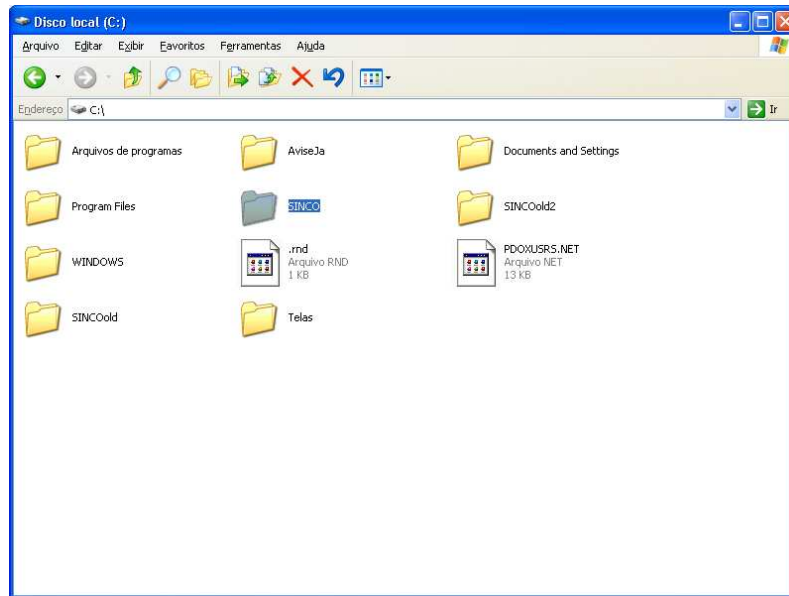 Disco local (C:)
Arquivo Editar Exibir Favoritos Ferramentas Ajuda
Endereço C:\ Ir
Arquivos de programas AviseJa Documents and Settings
Program Files SINCO SINCOold2
WINDOWS .rnd PDOXUSRS.NET
Arquivo RND Arquivo NET
1 KB 13 KB
SINCOold Telas